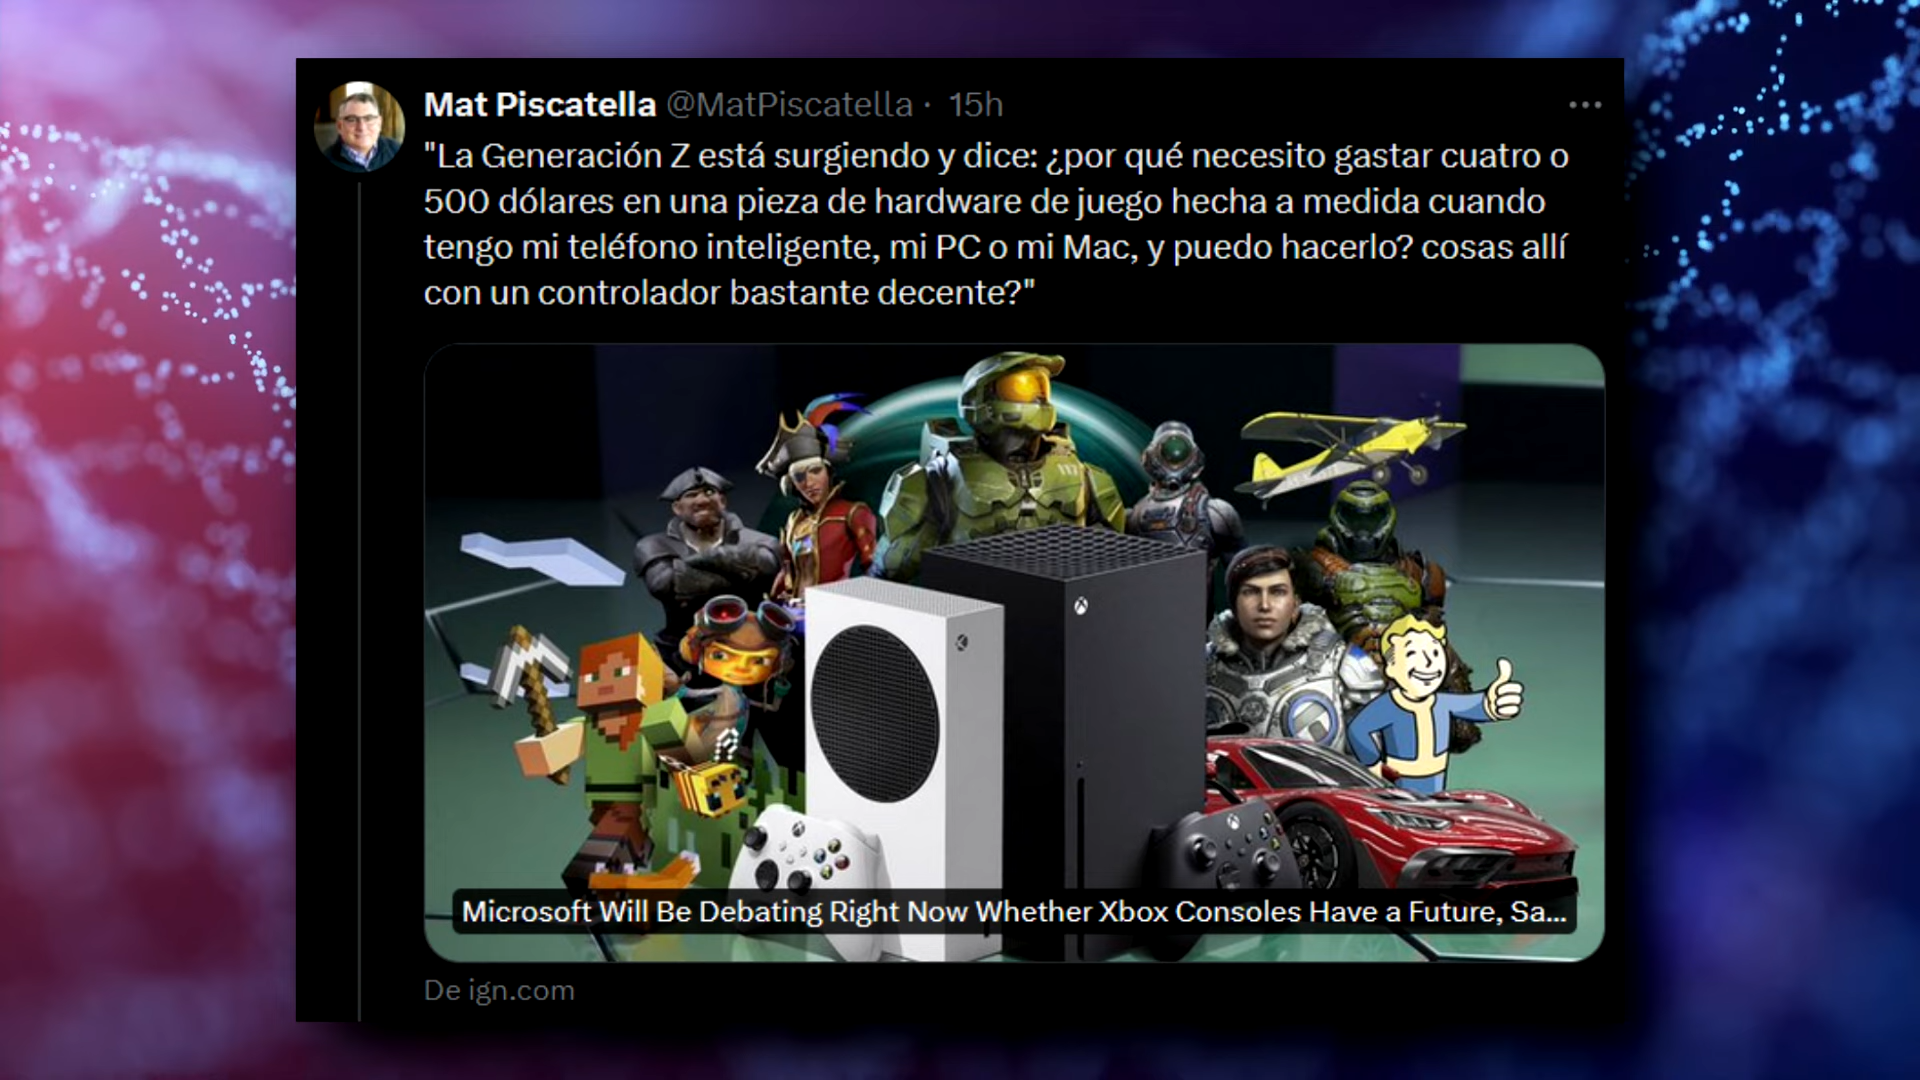 Mat Piscatella @MatPiscatella · 15h
"La Generación Z está surgiendo y dice: ¿por qué necesito gastar cuatro o
500 dólares en una pieza de hardware de juego hecha a medida cuando
tengo mi teléfono inteligente, mi PC o mi Mac, y puedo hacerlo? cosas allí
con un controlador bastante decente?"
117
Microsoft Will Be Debating Right Now Whether Xbox Consoles Have a Future, Sa...
De ign.com